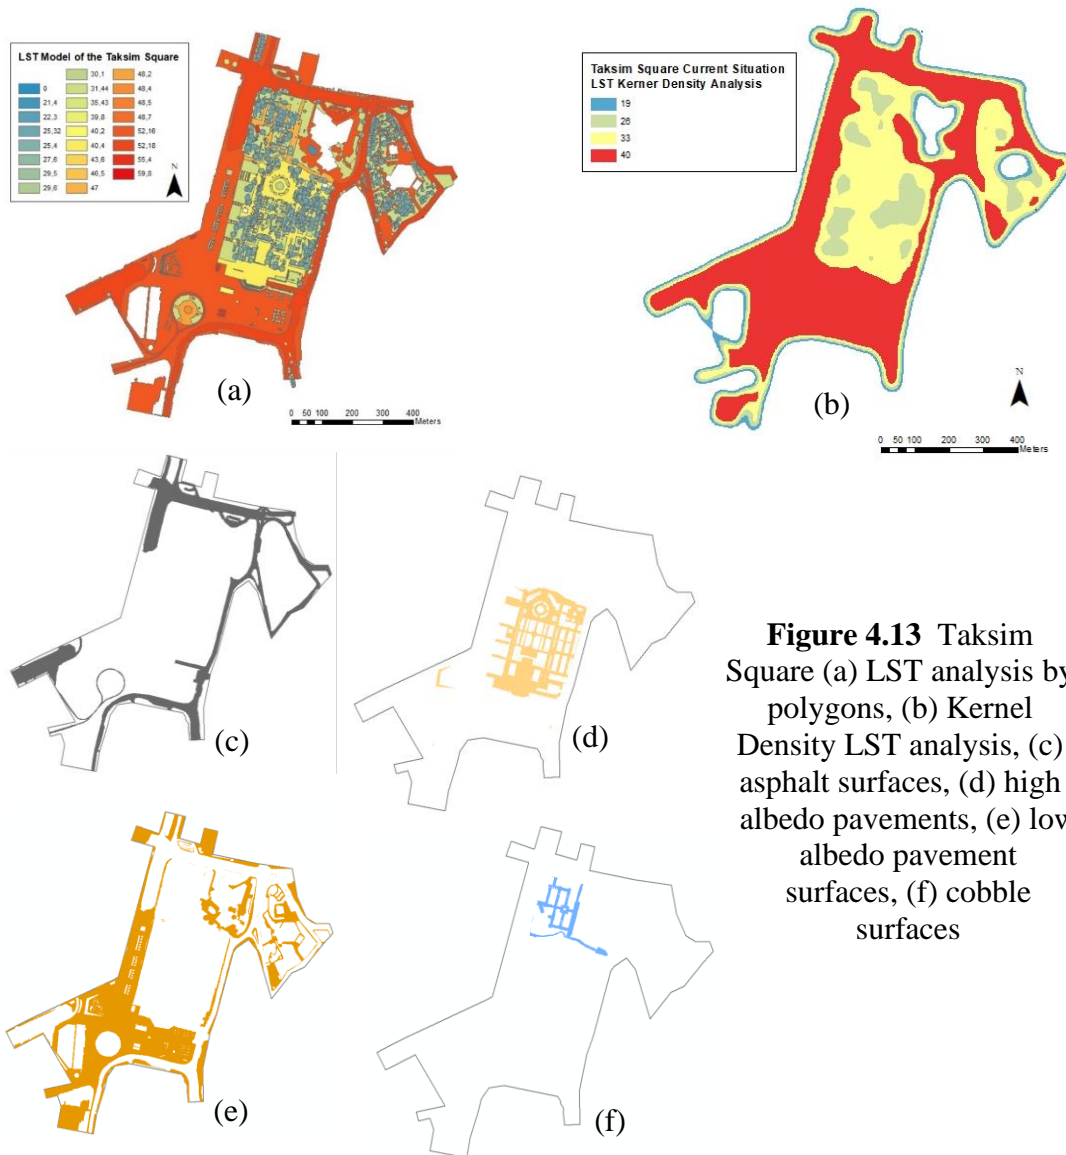 LST Model of the Taksim Square
0
21,4
22,3
25,32
25,4
27,6
29,5
29,6
30,1
31,44
35,43
39,8
40,2
40,4
43,6
46,5
47
48,2
48,4
48,5
48,7
52,16
52,18
55,4
59,8
N
(a)
0 50 100 200 300 400
Meters
Taksim Square Current Situation
LST Kerner Density Analysis
19
26
33
40
(b)
N
0 50 100 200 300 400
Meters
(c)
(d)
(e)
(f)
Figure 4.13 Taksim
Square (a) LST analysis by
polygons, (b) Kernel
Density LST analysis, (c)
asphalt surfaces, (d) high
albedo pavements, (e) low
albedo pavement
surfaces, (f) cobble
surfaces